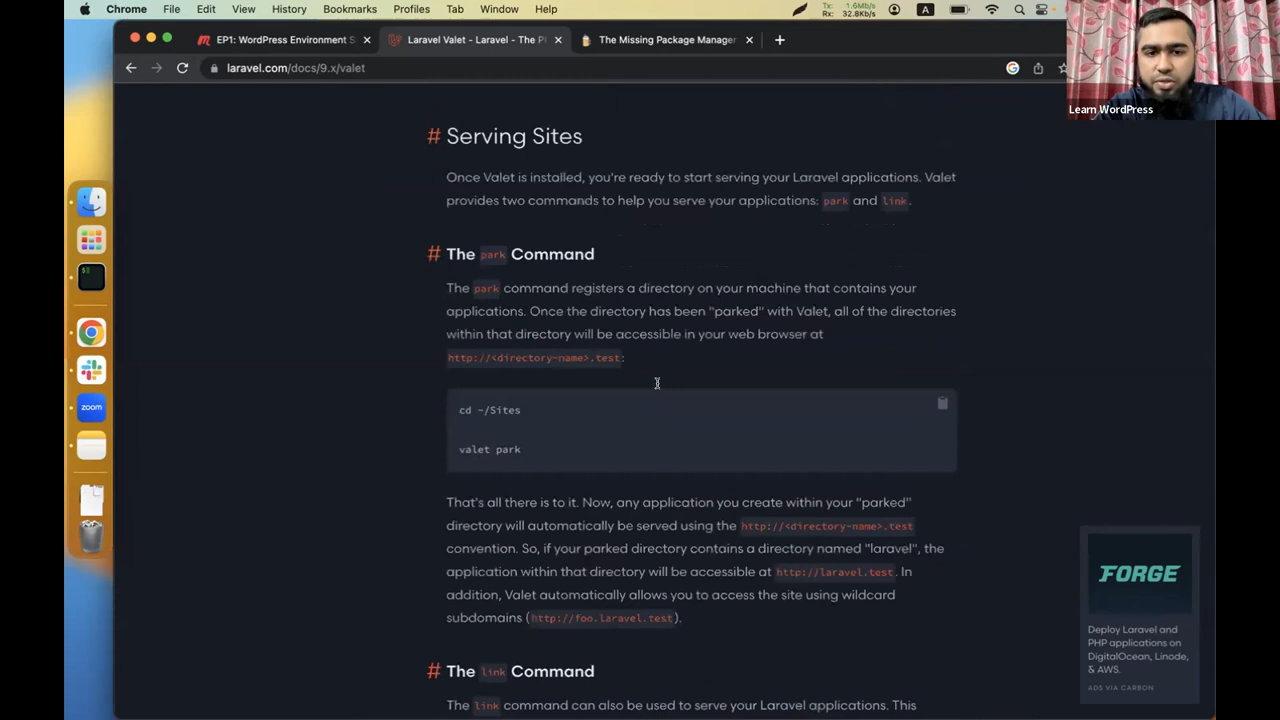 Chrome File Edit View History Bookmarks Profiles Tab Window Help
Tx: 1.6Mb/s
Rx: 32.8Kb/s
A
EP1: WordPress Environment S
Laravel Valet - Laravel - The P
The Missing Package Manager
laravel.com/docs/9.x/valet
G
Learn WordPress
# Serving Sites
Once Valet is installed, you're ready to start serving your Laravel applications. Valet
provides two commands to help you serve your applications: park and link.
# The park Command
The park command registers a directory on your machine that contains your
applications. Once the directory has been "parked" with Valet, all of the directories
within that directory will be accessible in your web browser at
http://<directory-name>.test:
cd ~/Sites
valet park
That's all there is to it. Now, any application you create within your "parked"
directory will automatically be served using the http://<directory-name>.test
convention. So, if your parked directory contains a directory named "laravel", the
application within that directory will be accessible at http://laravel.test. In
addition, Valet automatically allows you to access the site using wildcard
subdomains (http://foo.laravel.test).
# The link Command
The link command can also be used to serve your Laravel applications. This
zoom
FORGE
Deploy Laravel and
PHP applications on
DigitalOcean, Linode,
& AWS.
ADS VIA CARBON